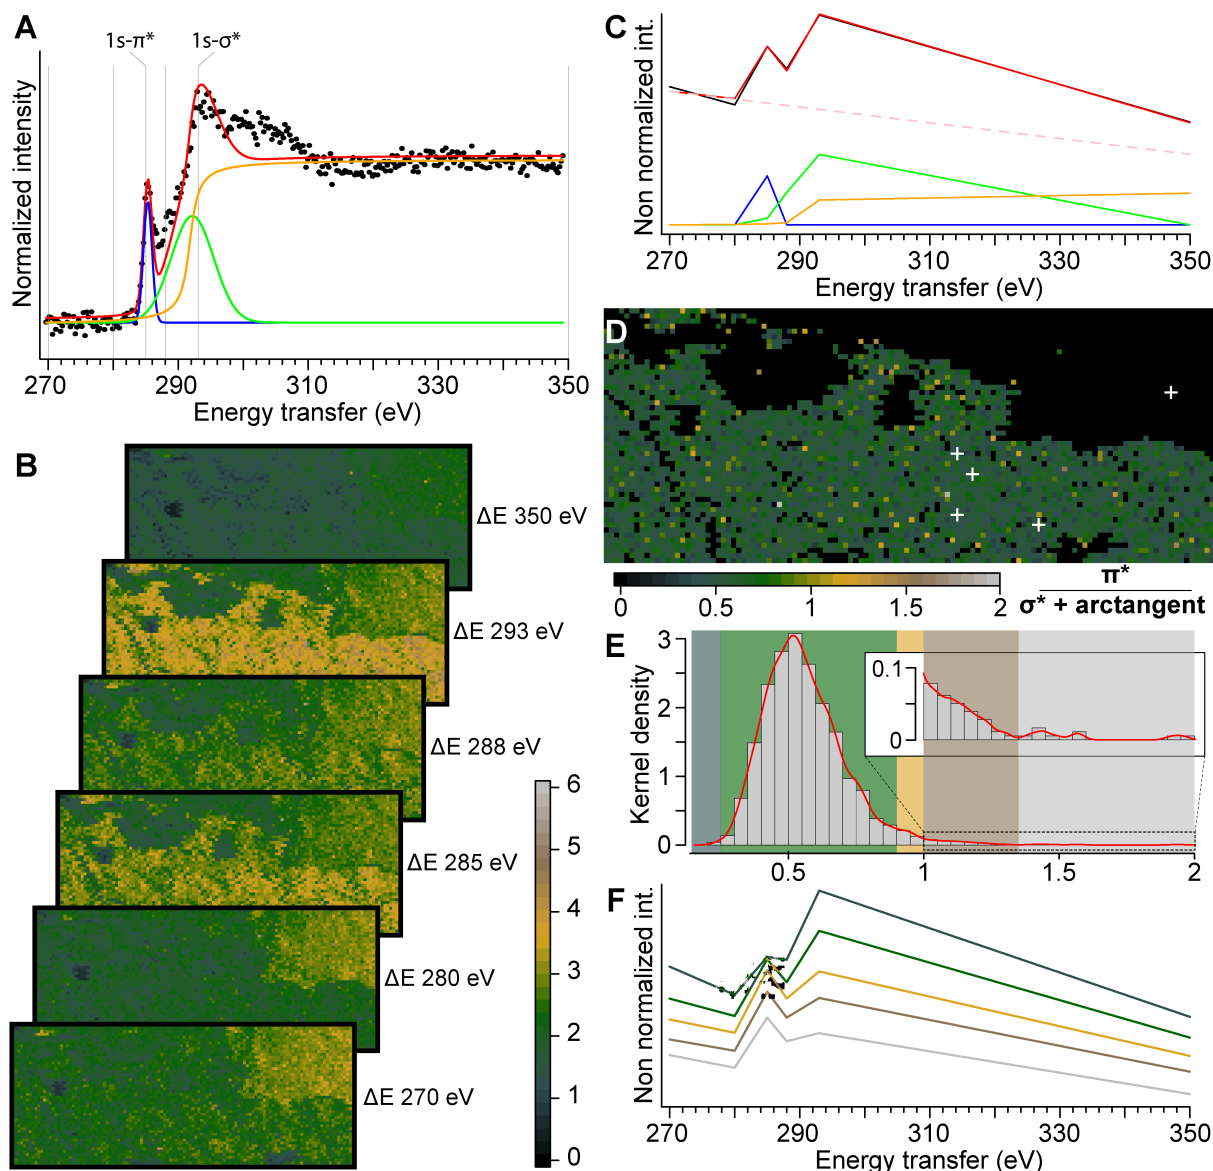 A
1s-π*
1s-σ*
Normalized intensity
270
290
310
330
350
Energy transfer (eV)
B
ΔE 350 eV
ΔE 293 eV
ΔE 288 eV
ΔE 285 eV
ΔE 280 eV
ΔE 270 eV
6
5
4
3
2
1
0
C
Non normalized int.
270
290
310
330
350
Energy transfer (eV)
D
0
0.5
1
1.5
2
π*
σ* + arctangent
E
Kernel density
3
2
1
0
0.1
0
0.5
1
2
F
Non normalized int.
270
290
310
330
350
Energy transfer (eV)